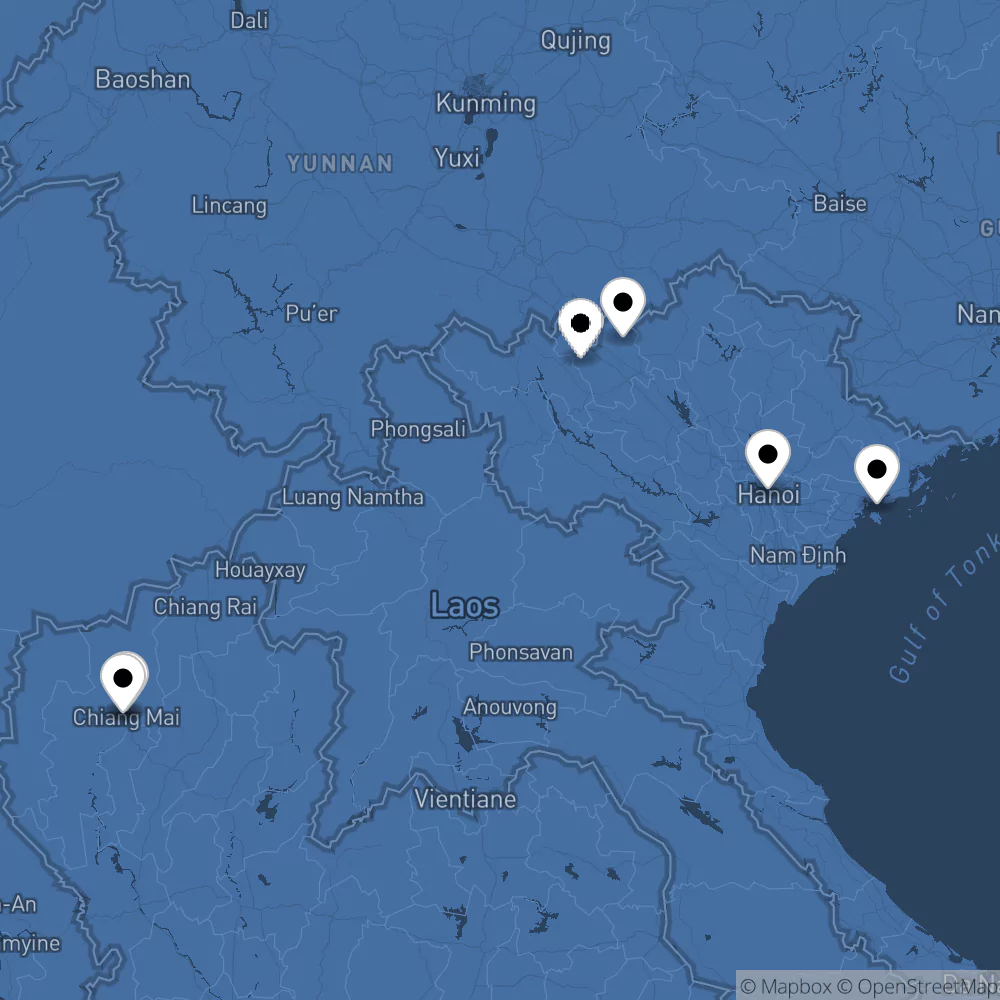 Dali
Qujing
Baoshan
Kunming
Yuxi
YUNNAN
Lincang
Baise
Pu'er
Phongsali
Luang Namtha
Hanoi
Nam Định
Houayxay
Chiang Rai
Laos
Gulf of Tonk
Phonsavan
Anouvong
Chiang Mai
Vientiane
-An
© Mapbox © OpenStreetMap